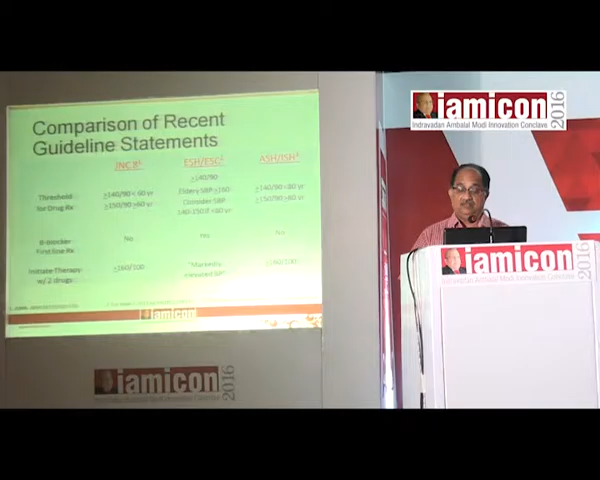 iamicon 2016
Indravadan Ambalal Modi Innovation Conclave
Comparison of Recent
Guideline Statements
JNC 8 ESH/ESC ASH/ISH
Threshold
for Drug Rx
≥140/90 < 60 yr
≥150/90 ≥60 yr
≥140/90
Elderly SBP ≥160
Consider SBP
140-150 if <80 yr
≥140/90 <80 yr
≥150/90 ≥80 yr
B-blocker
First line Rx
No Yes No
Initiate Therapy
w/ 2 drugs
≥160/100
"Markedly
elevated BP"
≥160/100
iamicon
iamicon 2016
iamicon 2016
Indravadan Ambalal Modi Innovation Conclave